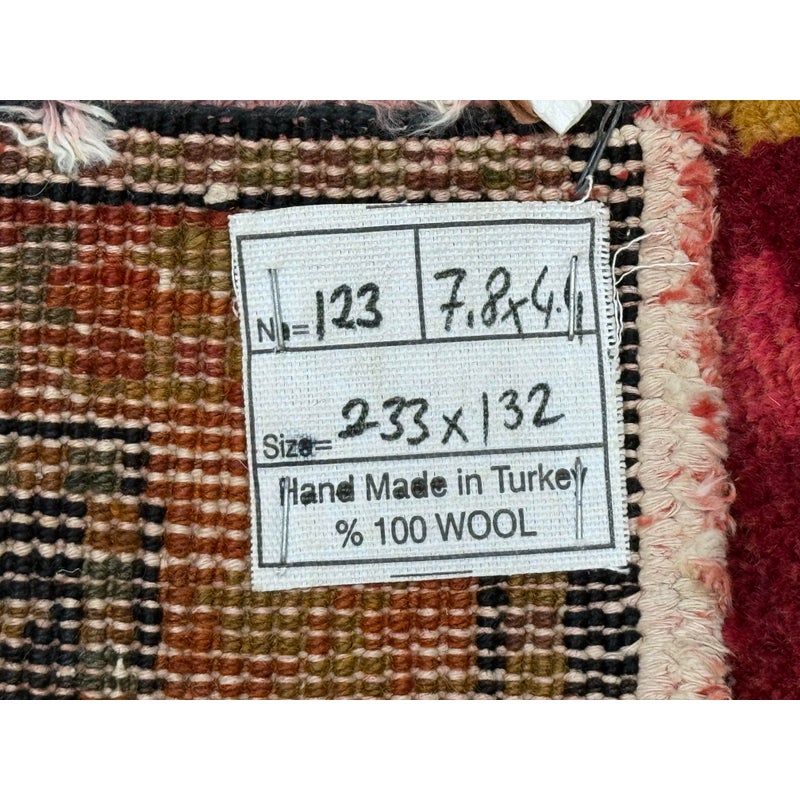 No=123 7.8x4.4
Size=233x132
Hand Made in Turkey
% 100 WOOL